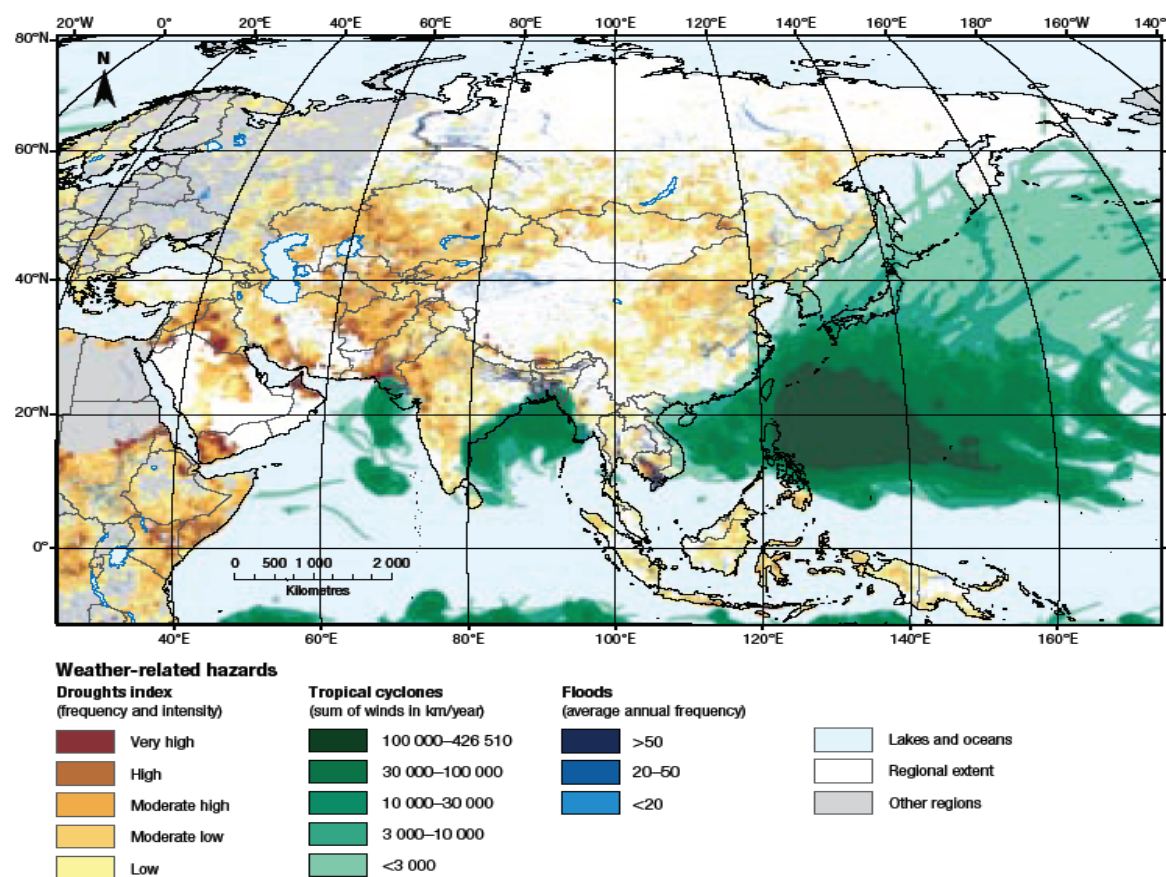 20°W 0° 20°E 40°E 60°E 80°E 100°E 120°E 140°E 160°E 180°E 160°W 140°
80°N
N
60°N
40°N
20°N
0°
0 500 1 000 2 000
Kilometres
40°E 60°E 80°E 100°E 120°E 140°E 160°E
Weather-related hazards
Droughts index
(frequency and intensity)
Very high
High
Moderate high
Moderate low
Low
Tropical cyclones
(sum of winds in km/year)
100 000–426 510
30 000–100 000
10 000–30 000
3 000–10 000
<3 000
Floods
(average annual frequency)
>50
20–50
<20
Lakes and oceans
Regional extent
Other regions